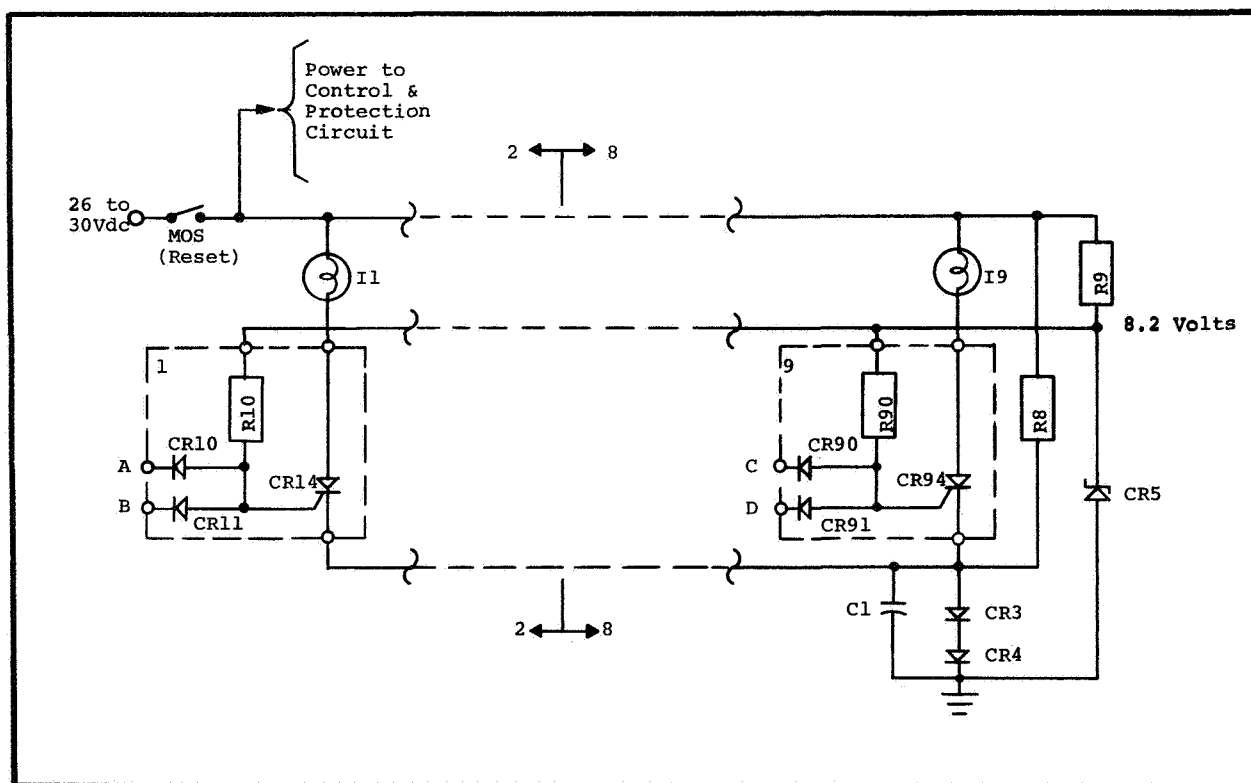 Power to
Control &
Protection
Circuit
2 8
26 to
30Vdc
MOS
(Reset)
I1
I9
R9
8.2 Volts
1
9
R10
R90
R8
CR10
CR90
A
C
CR14
CR94
CR5
B
D
CR11
CR91
C1
CR3
2 8
CR4